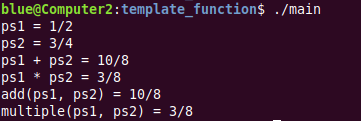 blue@Computer2:template_function$ ./main
ps1 = 1/2
ps2 = 3/4
ps1 + ps2 = 10/8
ps1 * ps2 = 3/8
add(ps1, ps2) = 10/8
multiple(ps1, ps2) = 3/8